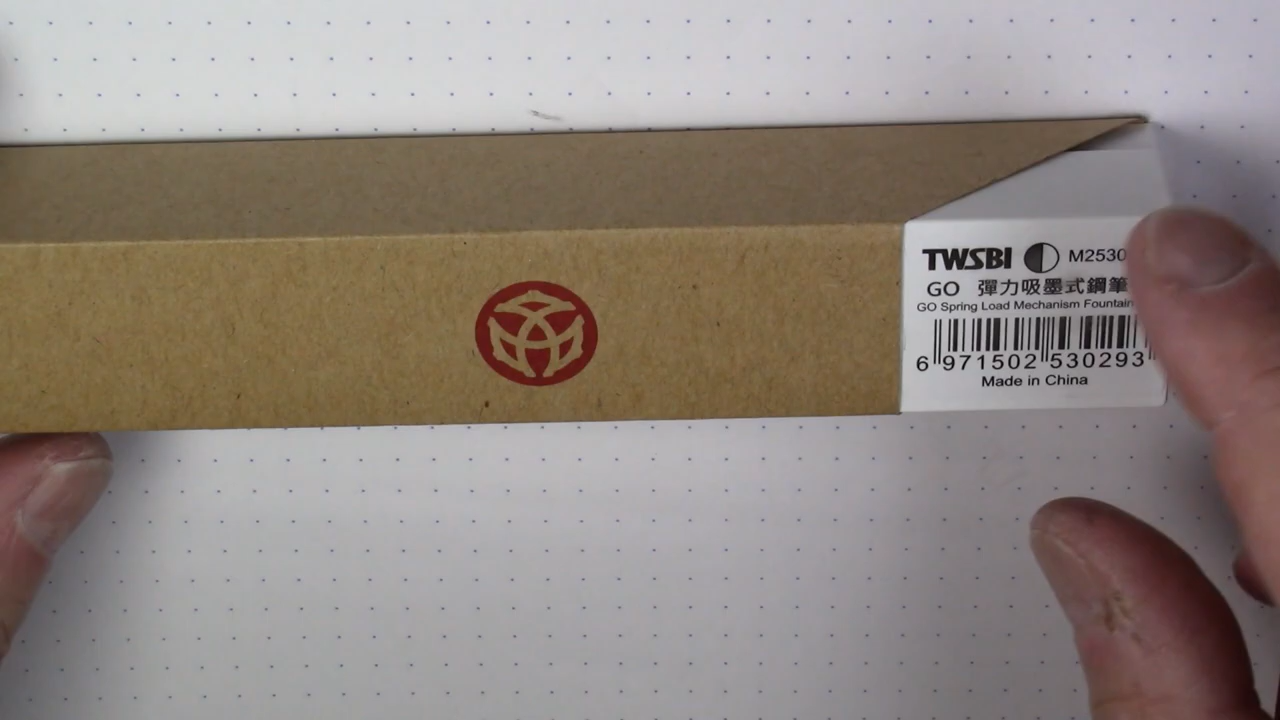 TWSBI M2530
GO 彈力吸墨式鋼筆
GO Spring Load Mechanism Fountain
6 971502 530293
Made in China